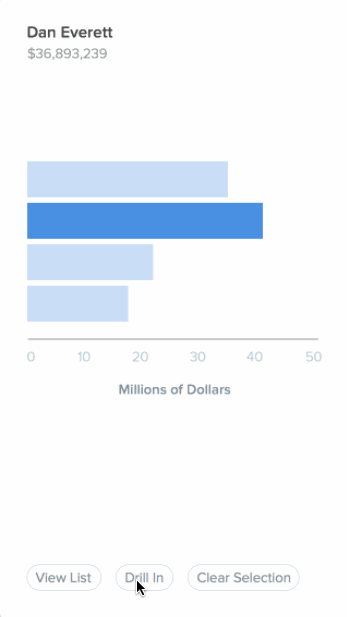 Dan Everett
$36,893,239
0 10 20 30 40 50
Millions of Dollars
View List Drill In Clear Selection